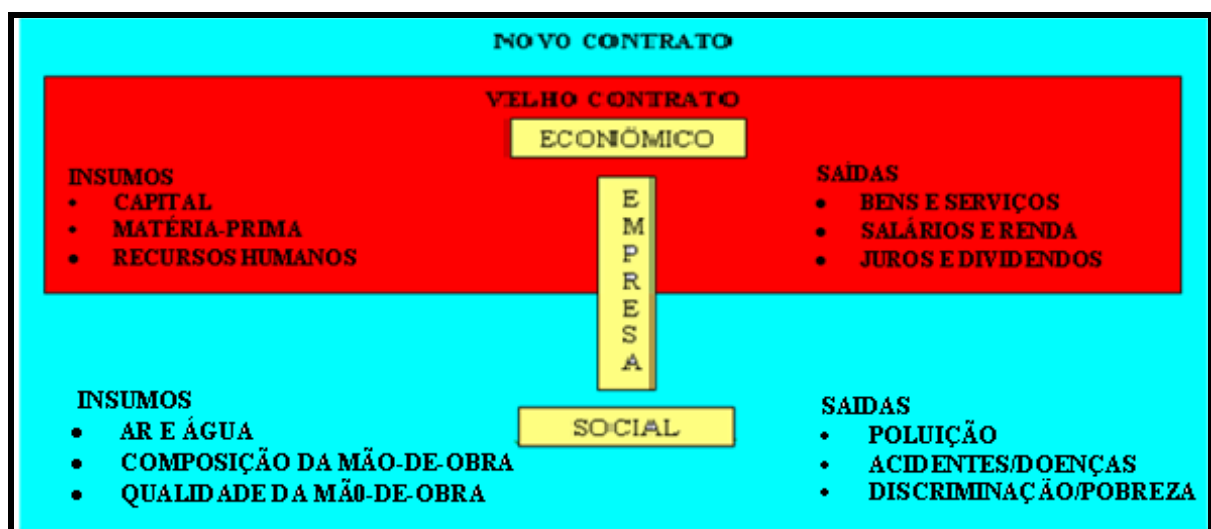 NOVO CONTRATO
VELHO CONTRATO
ECONÔMICO
INSUMOS
• CAPITAL
• MATÉRIA-PRIMA
• RECURSOS HUMANOS
EMPRESA
SAÍDAS
• BENS E SERVIÇOS
• SALÁRIOS E RENDA
• JUROS E DIVIDENDOS
INSUMOS
• AR E ÁGUA
• COMPOSIÇÃO DA MÃO-DE-OBRA
• QUALIDADE DA MÃ0-DE-OBRA
SOCIAL
SAIDAS
• POLUIÇÃO
• ACIDENTES/DOENÇAS
• DISCRIMINAÇÃO/POBREZA